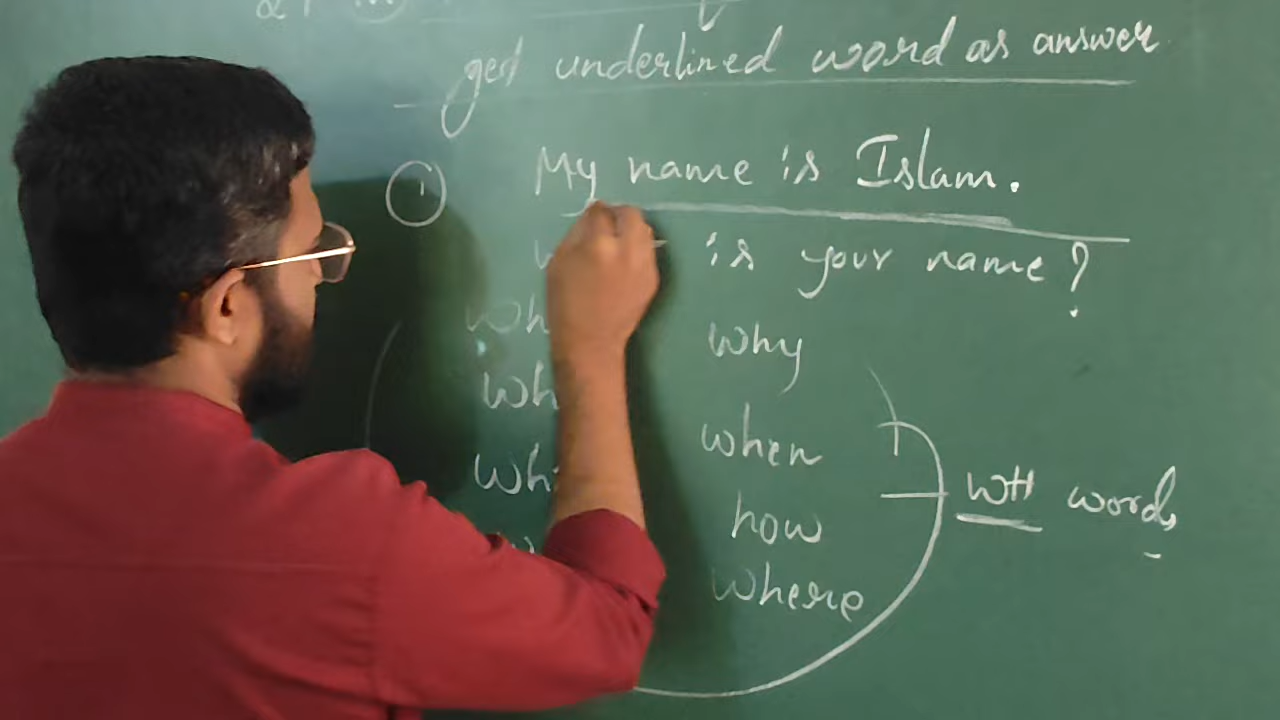 get underlined word as answer
1 My name is Islam.
is your name?
why
when
WH words
how
where